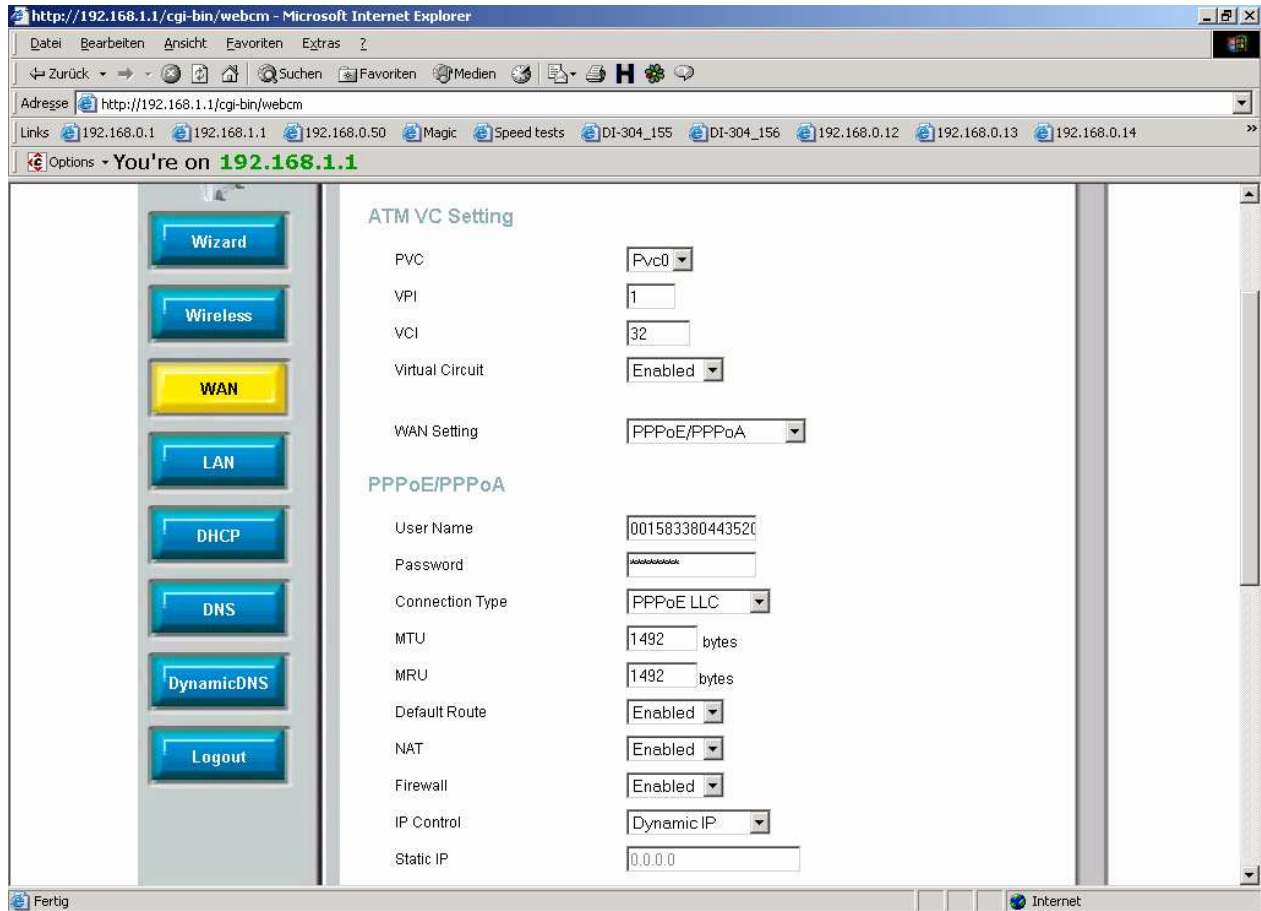 http://192.168.1.1/cgi-bin/webcm - Microsoft Internet Explorer
Datei Bearbeiten Ansicht Favoriten Extras ?
Zurück Suchen Favoriten Medien H
Adresse http://192.168.1.1/cgi-bin/webcm
Links 192.168.0.1 192.168.1.1 192.168.0.50 Magic Speed tests DI-304_155 DI-304_156 192.168.0.12 192.168.0.13 192.168.0.14 »
Options You're on 192.168.1.1
Wizard
Wireless
WAN
LAN
DHCP
DNS
DynamicDNS
Logout
ATM VC Setting
PVC Pvc0
VPI 1
VCI 32
Virtual Circuit Enabled
WAN Setting PPPoE/PPPoA
PPPoE/PPPoA
User Name 001583380443520
Password *********
Connection Type PPPoE LLC
MTU 1492 bytes
MRU 1492 bytes
Default Route Enabled
NAT Enabled
Firewall Enabled
IP Control Dynamic IP
Static IP 0.0.0.0
Fertig Internet